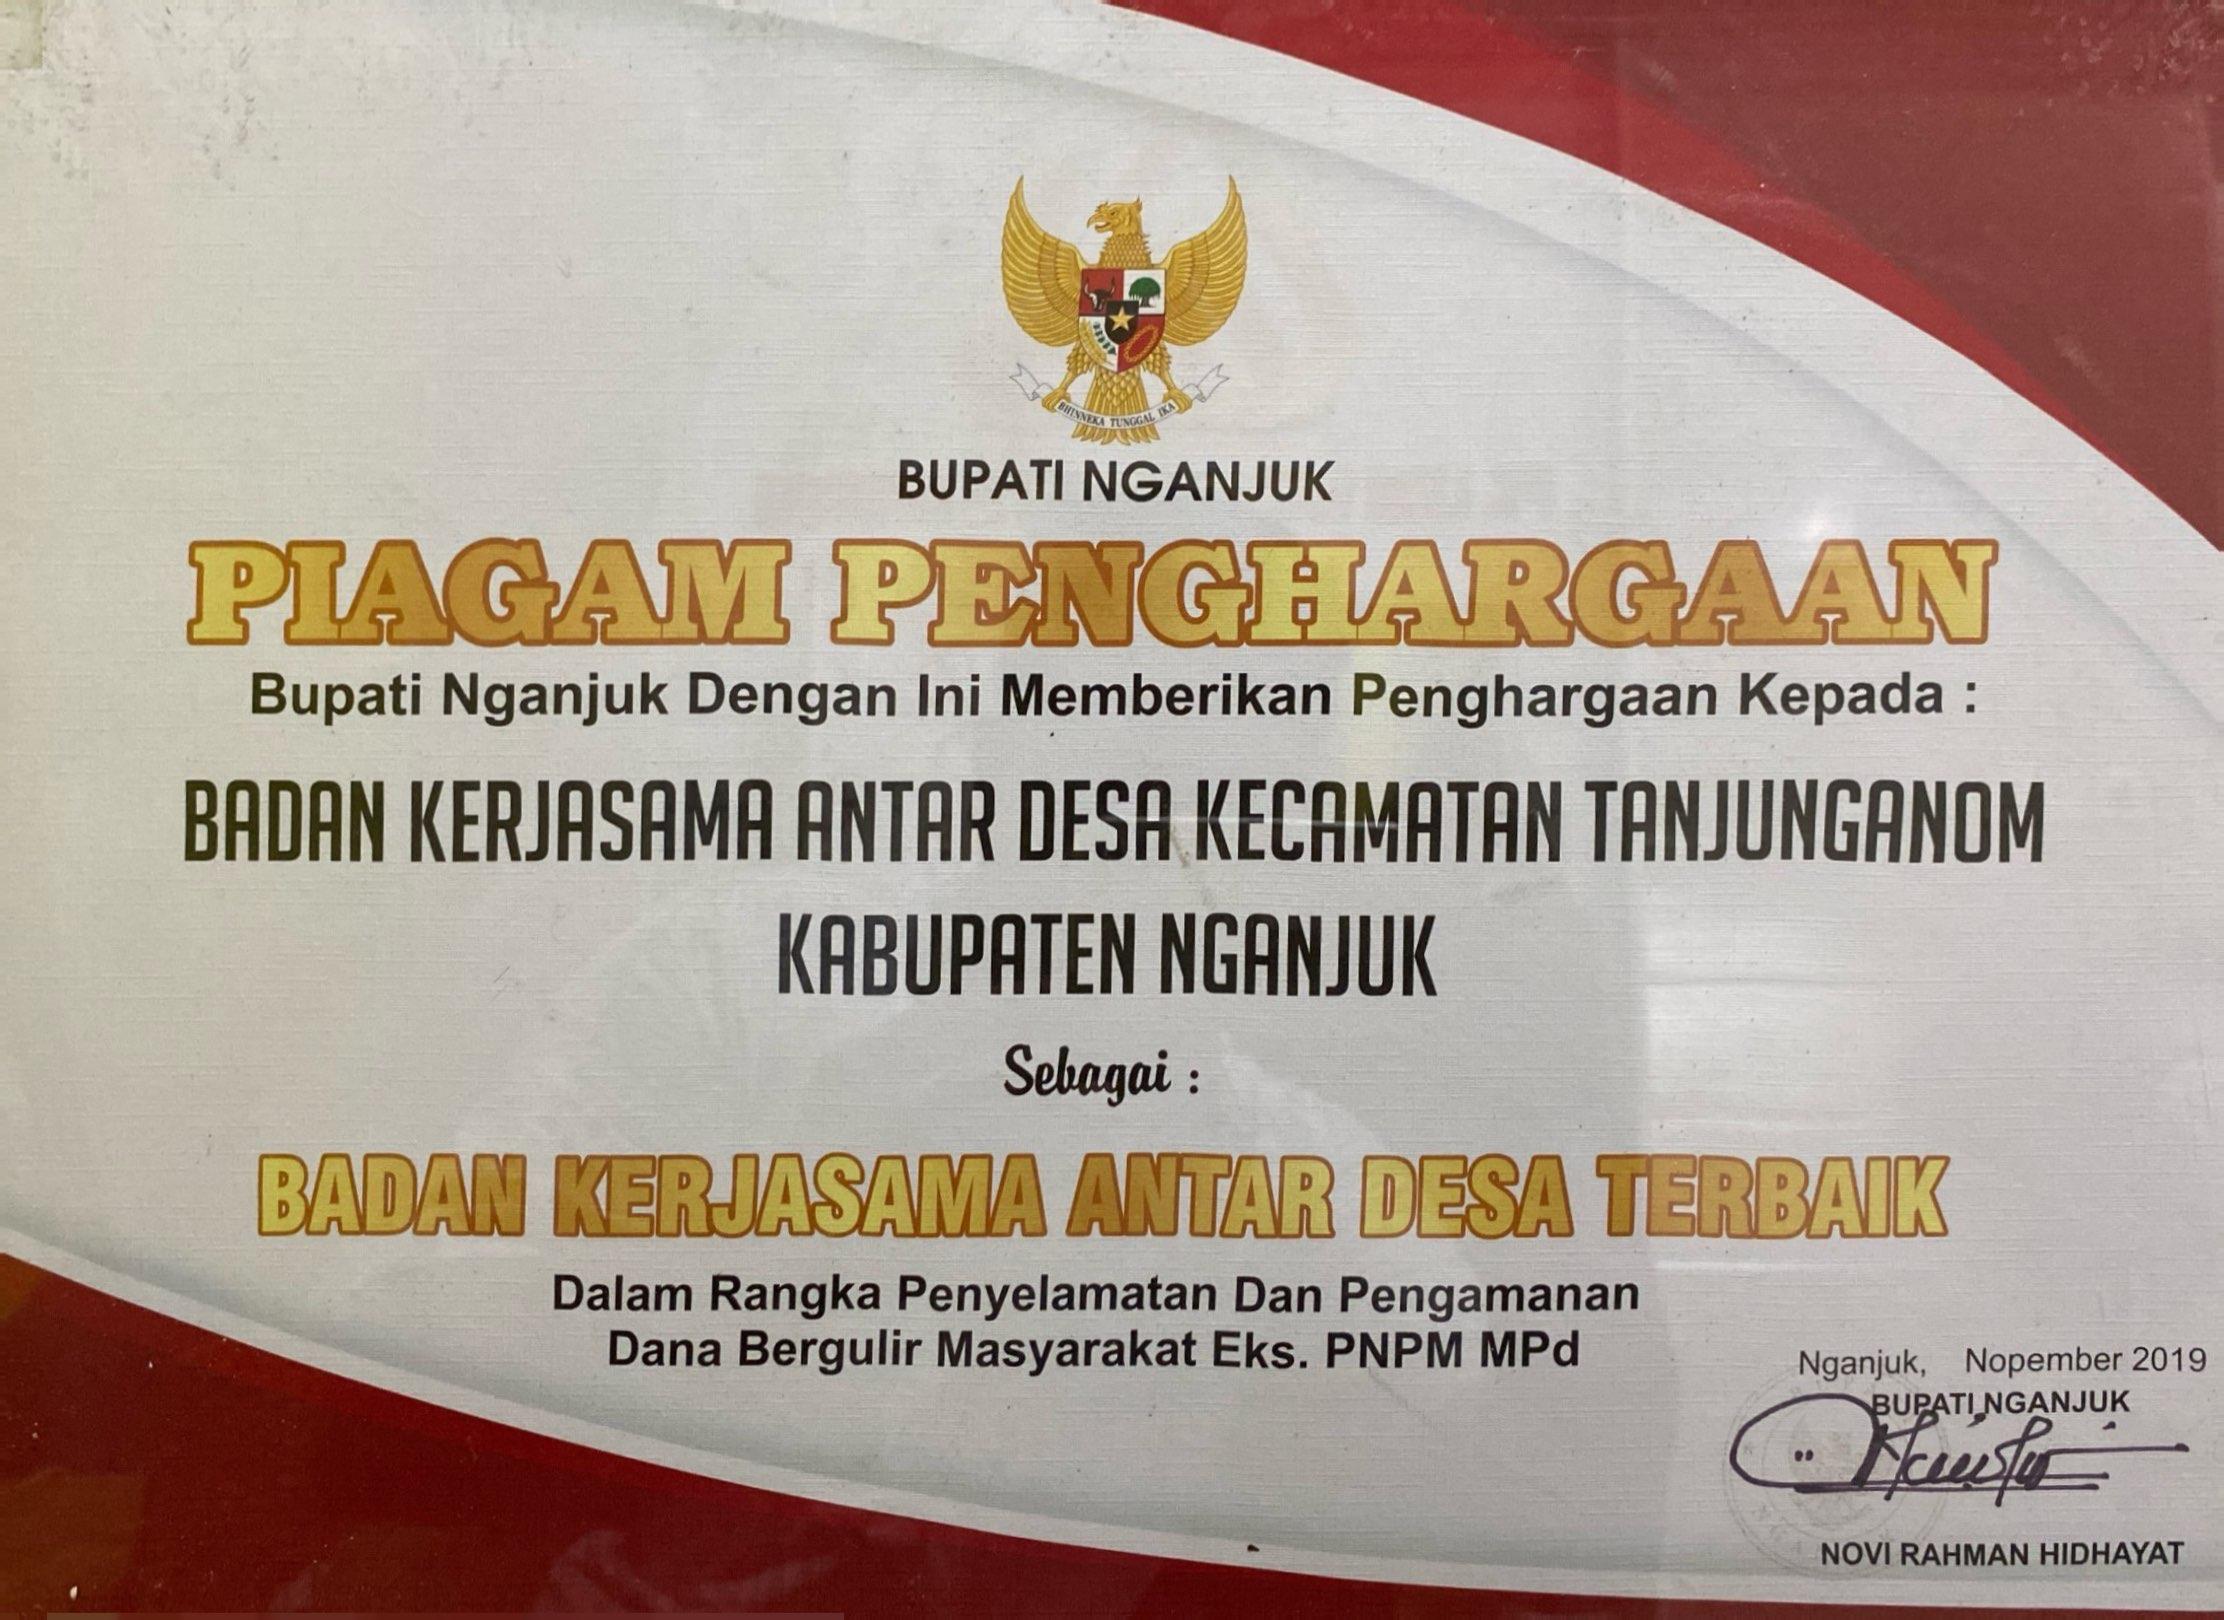 BHINNEKA TUNGGAL IKA
BUPATI NGANJUK
PIAGAM PENGHARGAAN
Bupati Nganjuk Dengan Ini Memberikan Penghargaan Kepada :
BADAN KERJASAMA ANTAR DESA KECAMATAN TANJUNGANOM
KABUPATEN NGANJUK
Sebagai :
BADAN KERJASAMA ANTAR DESA TERBAIK
Dalam Rangka Penyelamatan Dan Pengamanan
Dana Bergulir Masyarakat Eks. PNPM MPd
Nganjuk, Nopember 2019
BUPATI NGANJUK
NOVI RAHMAN HIDHAYAT